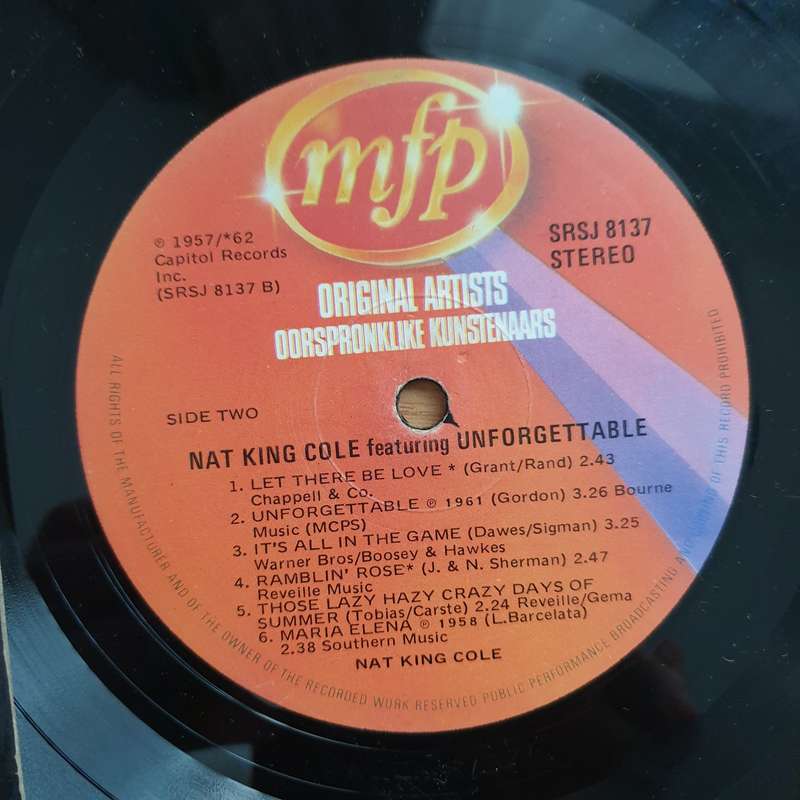 mfp
℗ 1957/*62
Capitol Records
Inc.
(SRSJ 8137 B)
SRSJ 8137
STEREO
ORIGINAL ARTISTS
OORSPRONKLIKE KUNSTENAARS
SIDE TWO
NAT KING COLE featuring UNFORGETTABLE
1. LET THERE BE LOVE * (Grant/Rand) 2.43
Chappell & Co.
2. UNFORGETTABLE ℗ 1961 (Gordon) 3.26 Bourne
Music (MCPS)
3. IT'S ALL IN THE GAME (Dawes/Sigman) 3.25
Warner Bros/Boosey & Hawkes
4. RAMBLIN' ROSE* (J. & N. Sherman) 2.47
Reveille Music
5. THOSE LAZY HAZY CRAZY DAYS OF
SUMMER (Tobias/Carste) 2.24 Reveille/Gema
6. MARIA ELENA ℗ 1958 (L.Barcelata)
2.38 Southern Music
NAT KING COLE
ALL RIGHTS OF THE MANUFACTURER AND OF THE OWNER OF THE RECORDED WORK RESERVED PUBLIC PERFORMANCE BROADCASTING AND COPYING OF THIS RECORD PROHIBITED